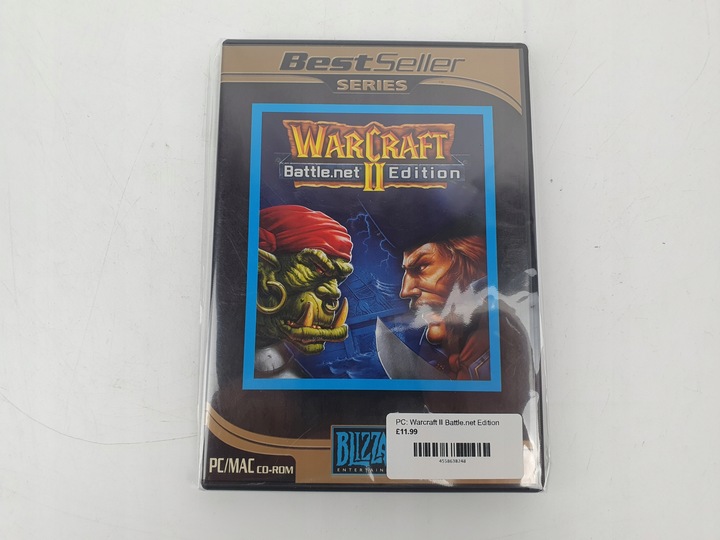 BestSeller
SERIES
WARCRAFT
Battle.net II Edition
PC: Warcraft II Battle.net Edition
£11.99
ENTERTAIN
PC/MAC CD-ROM